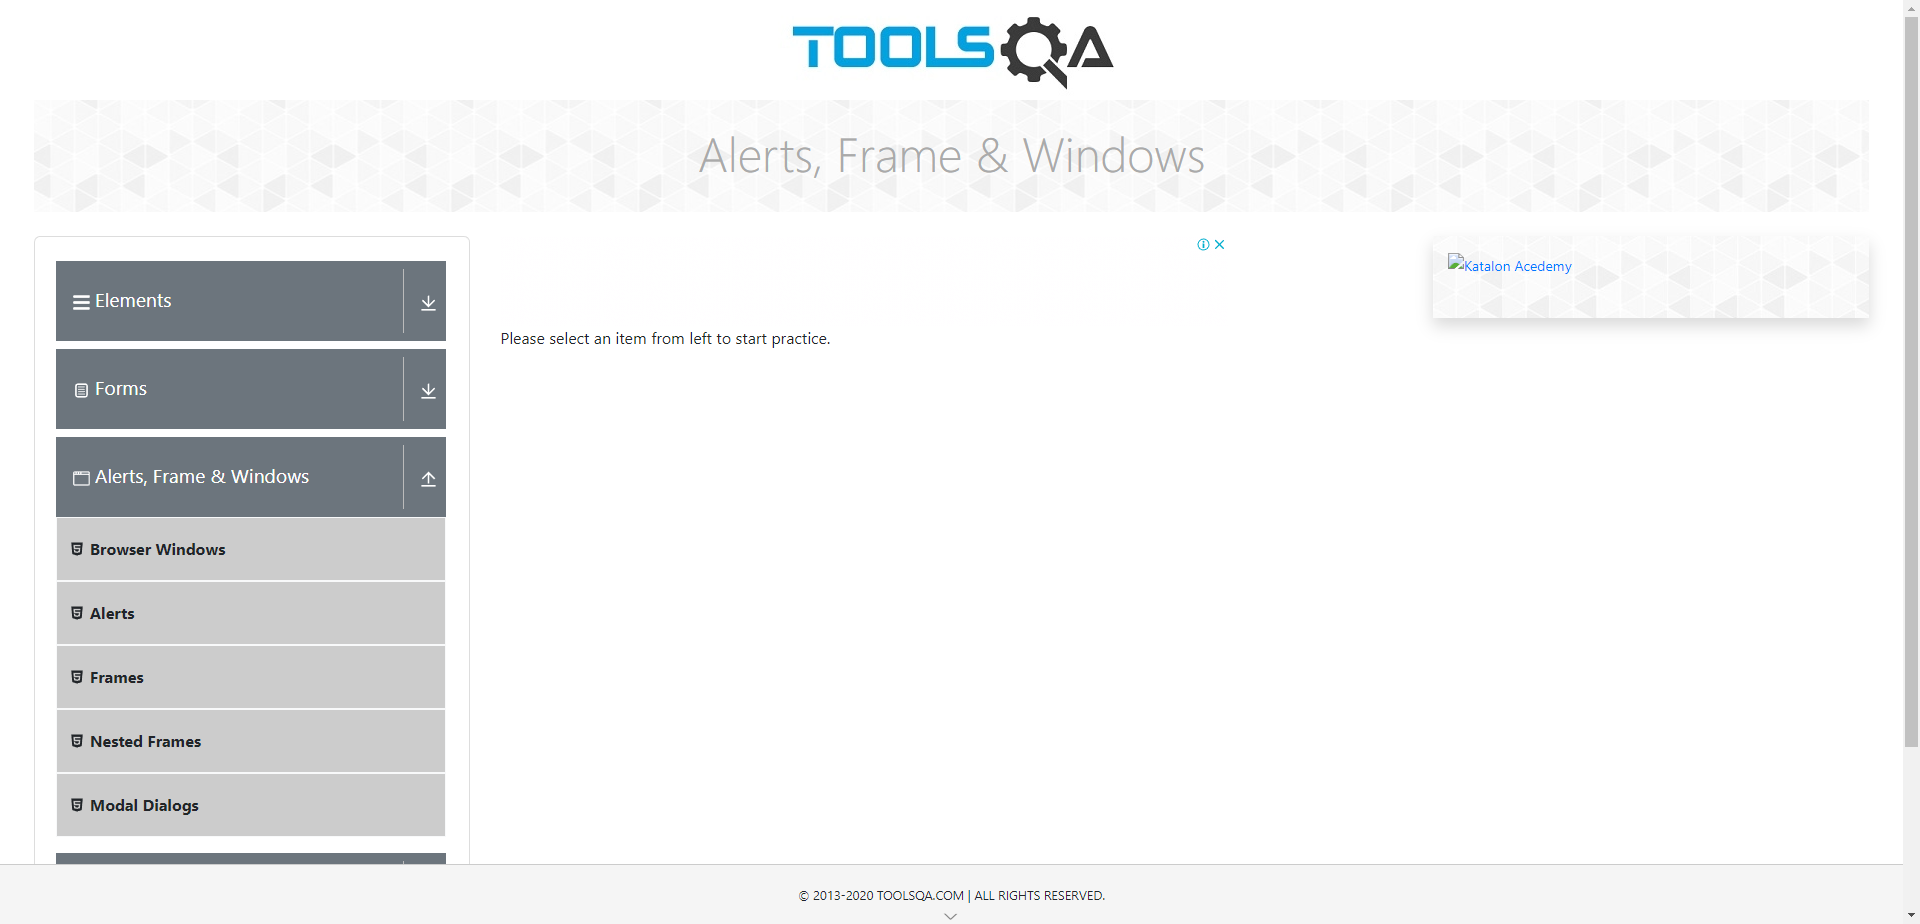 TOOLSQA
Alerts, Frame & Windows
Elements
Forms
Alerts, Frame & Windows
Browser Windows
Alerts
Frames
Nested Frames
Modal Dialogs
Please select an item from left to start practice.
Katalon Acedemy
© 2013-2020 TOOLSQA.COM | ALL RIGHTS RESERVED.